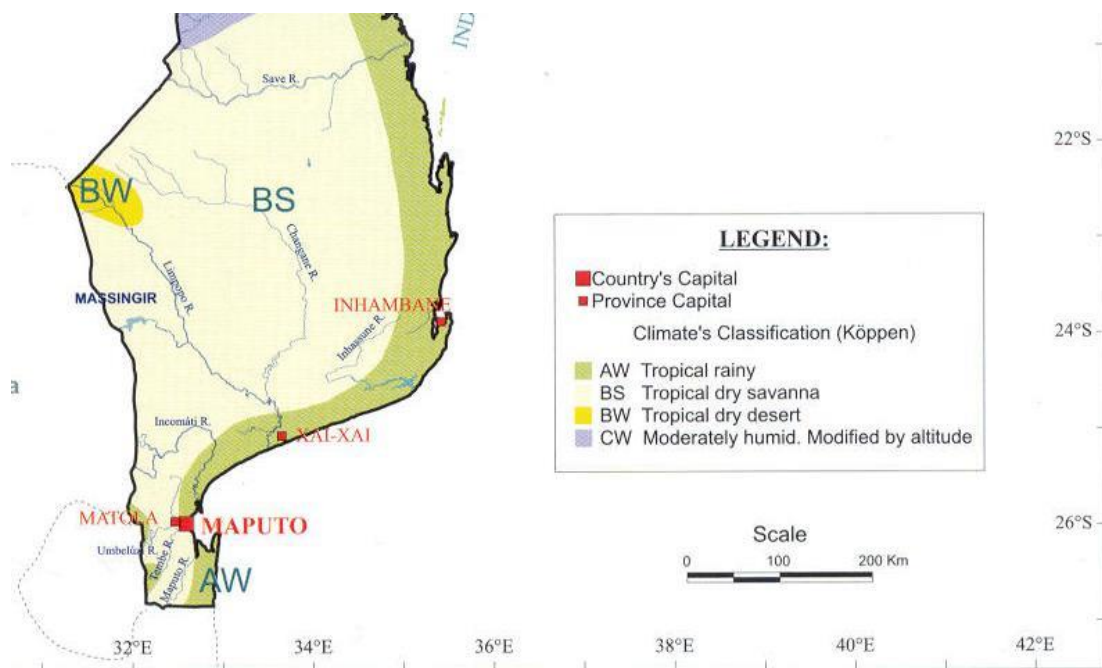 IND
Save R.
22°S
BW
BS
Changane R.
LEGEND:
Country's Capital
Limpopo R.
MASSINGIR
Province Capital
INHAMBANE
Climate's Classification (Köppen)
24°S
Inhassune R.
AW Tropical rainy
a
BS Tropical dry savanna
BW Tropical dry desert
Incomáti R.
XAI-XAI
CW Moderately humid. Modified by altitude
MATOLA
MAPUTO
26°S
Scale
Umbelúzi R.
Tembe R.
Maputo R.
0 100 200 Km
AW
32°E 34°E 36°E 38°E 40°E 42°E